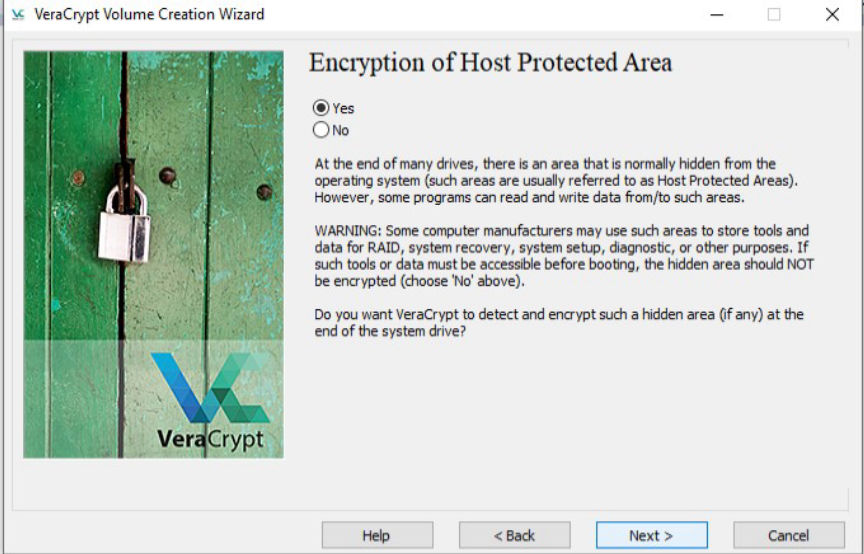 VeraCrypt Volume Creation Wizard
Encryption of Host Protected Area
Yes
No
At the end of many drives, there is an area that is normally hidden from the
operating system (such areas are usually referred to as Host Protected Areas).
However, some programs can read and write data from/to such areas.
WARNING: Some computer manufacturers may use such areas to store tools and
data for RAID, system recovery, system setup, diagnostic, or other purposes. If
such tools or data must be accessible before booting, the hidden area should NOT
be encrypted (choose 'No' above).
Do you want VeraCrypt to detect and encrypt such a hidden area (if any) at the
end of the system drive?
VeraCrypt
Help
< Back
Next >
Cancel